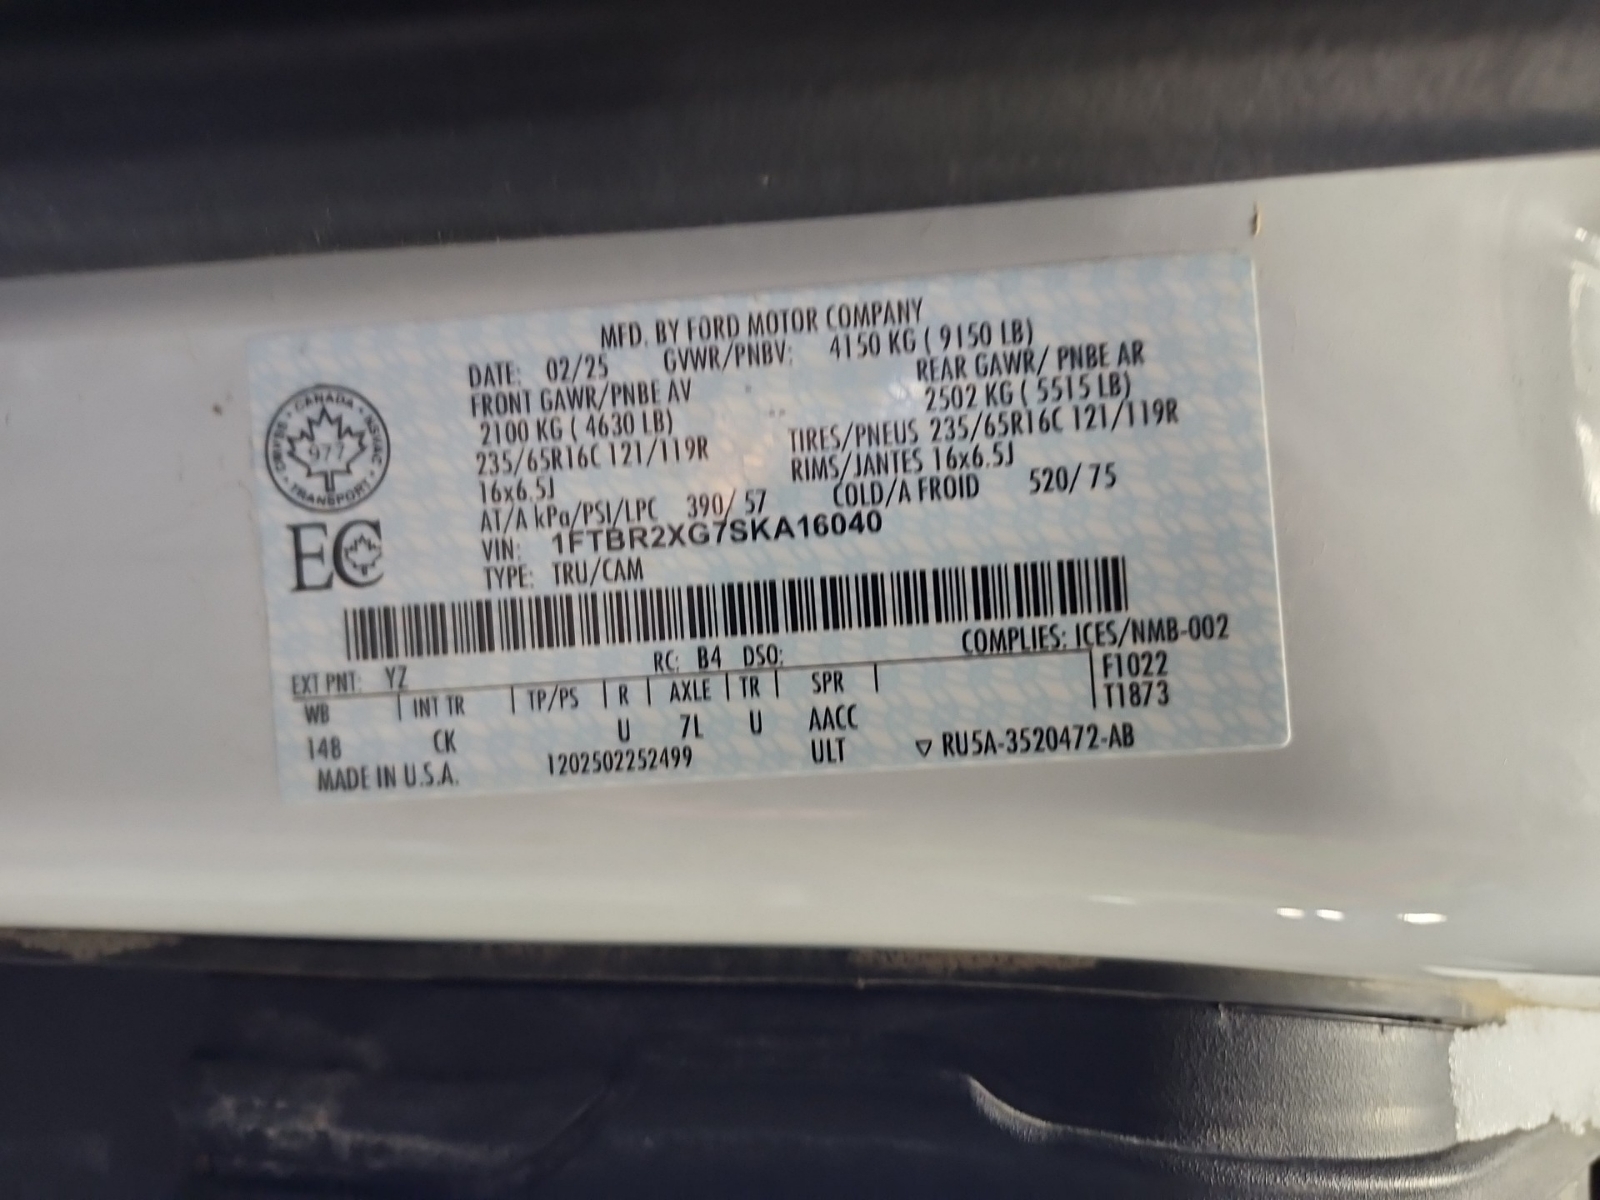 MFD. BY FORD MOTOR COMPANY
DATE: 02/25 GVWR/PNBV: 4150 KG ( 9150 LB)
FRONT GAWR/PNBE AV REAR GAWR/ PNBE AR
2100 KG ( 4630 LB) 2502 KG ( 5515 LB)
235/65R16C 121/119R TIRES/PNEUS 235/65R16C 121/119R
16x6.5J RIMS/JANTES 16x6.5J
AT/A kPa/PSI/LPC 390/ 57 COLD/A FROID 520/ 75
VIN: 1FTBR2XG7SKA16040
TYPE: TRU/CAM
CANADA
977
TRANSPORT
EC
COMPLIES: ICES/NMB-002
EXT PNT: YZ RC: B4 DSO:
WB INT TR TP/PS R AXLE TR SPR F1022
T1873
148 CK U 7L U AACC
MADE IN U.S.A. 1202502252499 ULT ▽ RU5A-3520472-AB